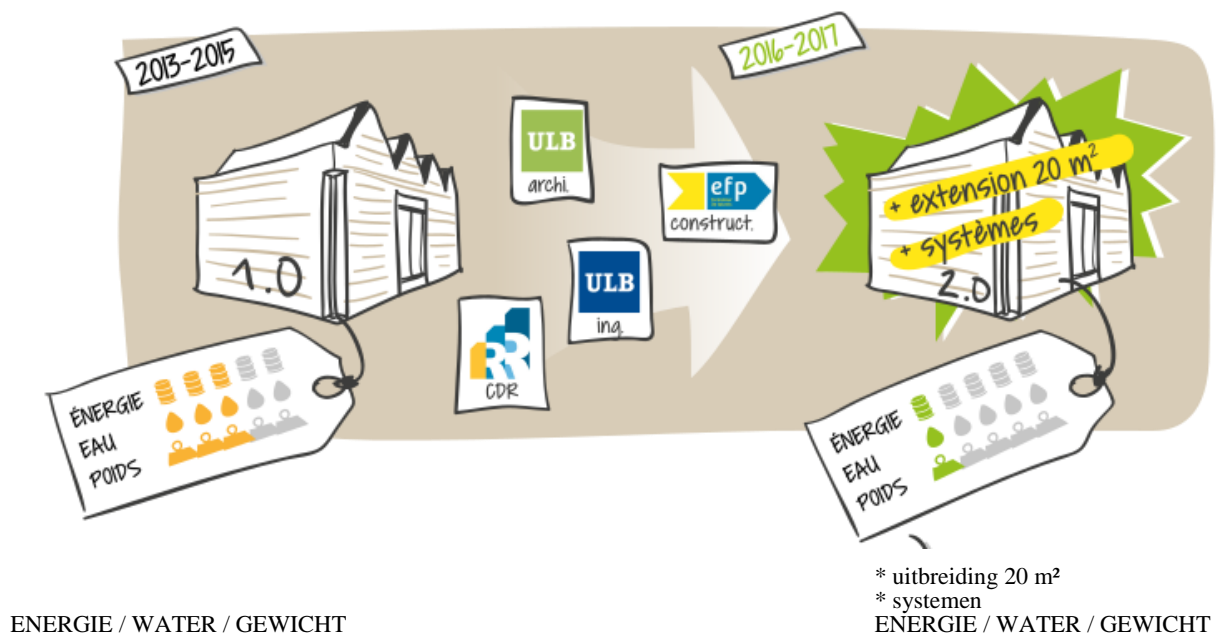 2013-2015
2016-2017
ULB
archi.
efp
construct.
+ extension 20 m²
+ systèmes
ULB
ing.
1.0
2.0
CDR
ÉNERGIE
EAU
POIDS
ÉNERGIE
EAU
POIDS
* uitbreiding 20 m²
* systemen
ENERGIE / WATER / GEWICHT
ENERGIE / WATER / GEWICHT